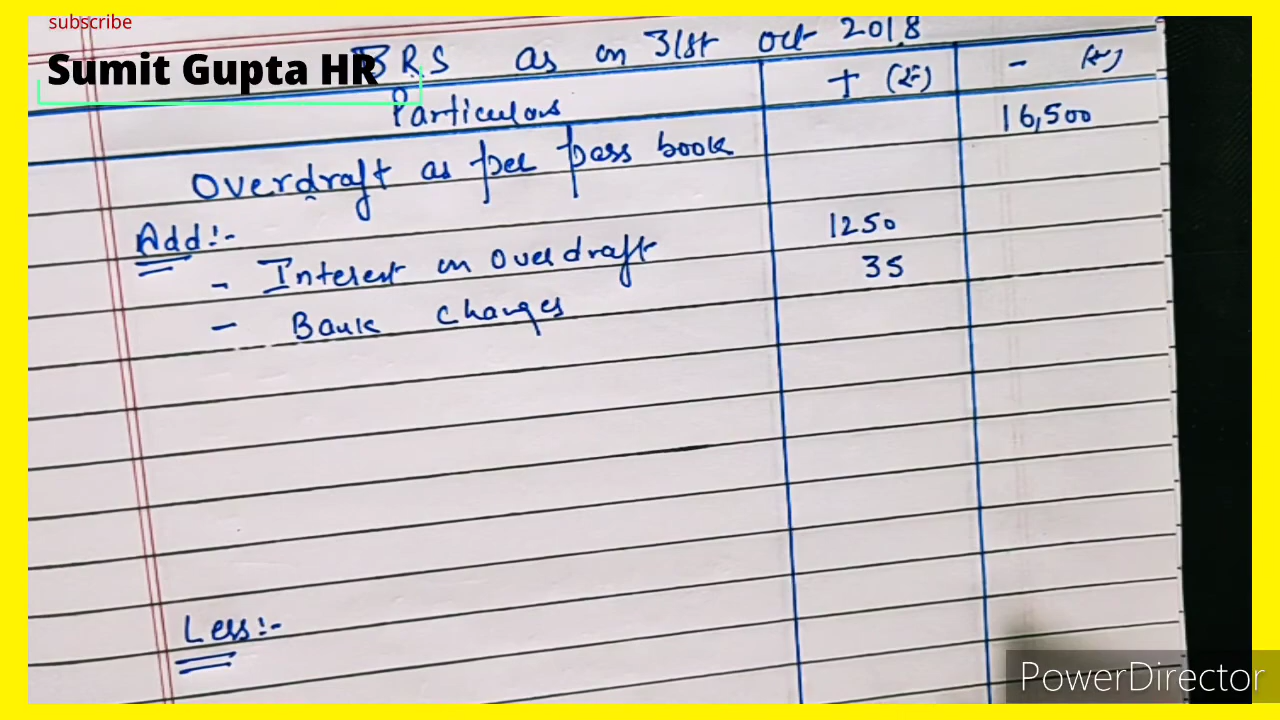 subscribe
Sumit Gupta HR
BRS as on 31st oct 2018
Particulars + (₹) - (₹)
Overdraft as per pass book 16,500
Add:-
- Interest on overdraft 1250
- Bank charges 35
Less:-
PowerDirector